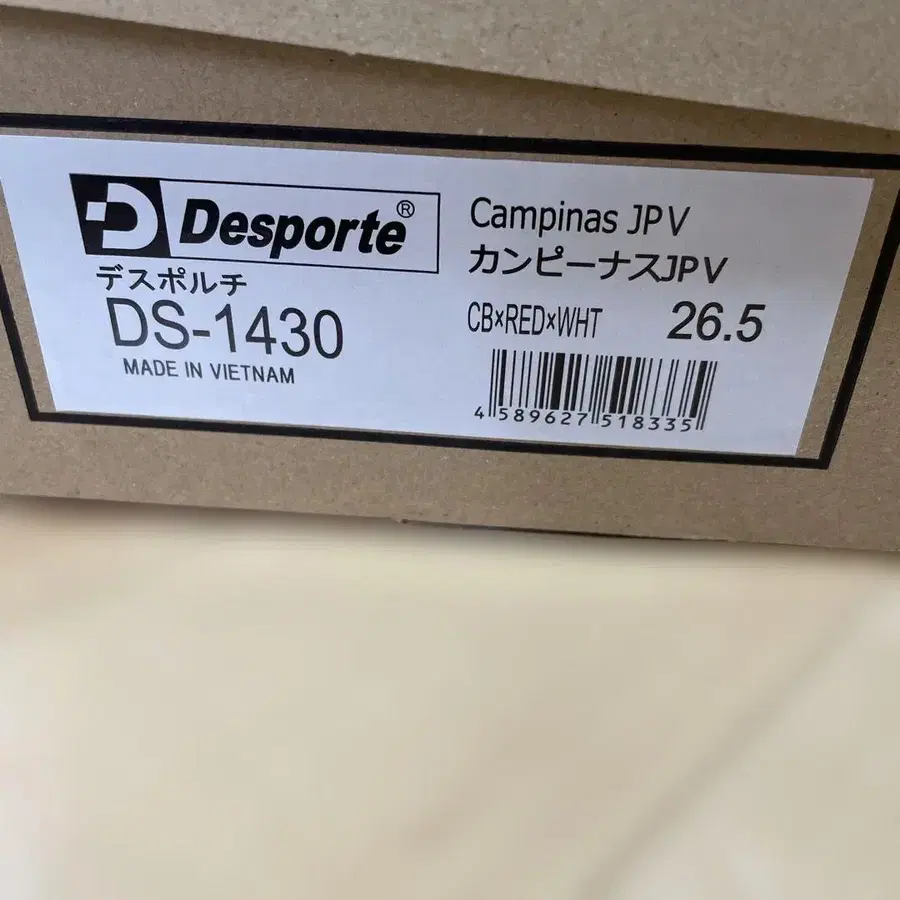 Desporte®
デスポルチ
DS-1430
MADE IN VIETNAM
Campinas JPV
カンピーナスJPV
CB×RED×WHT 26.5
4 589627 518335